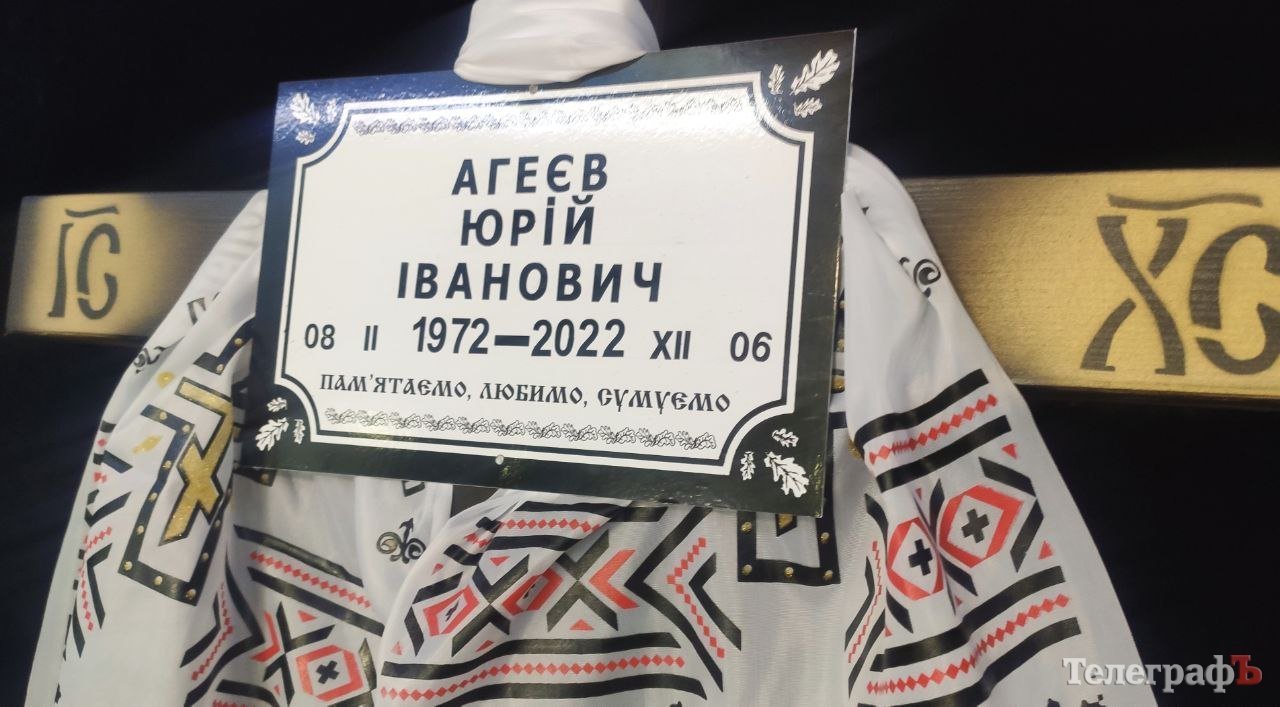 ІС
ХС
АГЕЄВ
ЮРІЙ
ІВАНОВИЧ
08 II 1972—2022 XII 06
ПАМ'ЯТАЄМО, ЛЮБИМО, СУМУЄМО
ТелеграфЪ